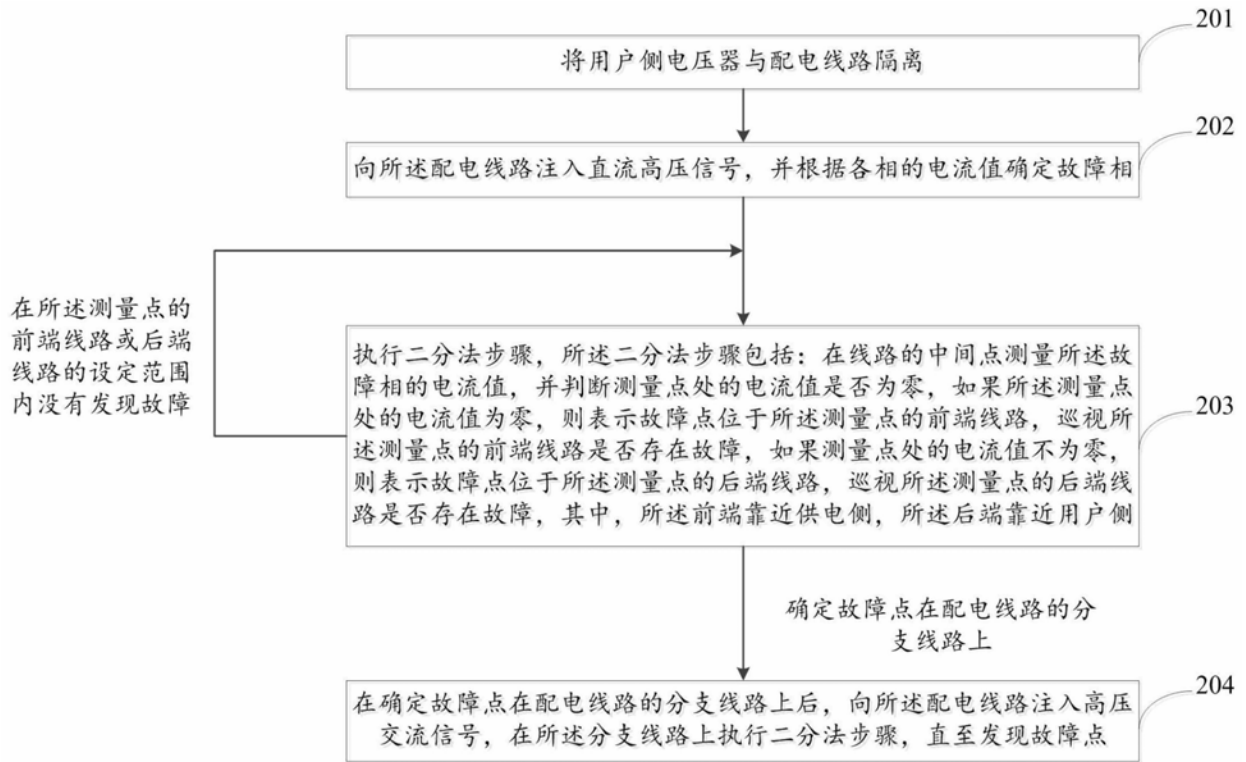 201
将用户侧电压器与配电线路隔离
202
向所述配电线路注入直流高压信号，并根据各相的电流值确定故障相
在所述测量点的
前端线路或后端
线路的设定范围
内没有发现故障
执行二分法步骤，所述二分法步骤包括：在线路的中间点测量所述故
障相的电流值，并判断测量点处的电流值是否为零，如果所述测量点
处的电流值为零，则表示故障点位于所述测量点的前端线路，巡视所
述测量点的前端线路是否存在故障，如果测量点处的电流值不为零，
则表示故障点位于所述测量点的后端线路，巡视所述测量点的后端线
路是否存在故障，其中，所述前端靠近供电侧，所述后端靠近用户侧
203
确定故障点在配电线路的分
支线路上
204
在确定故障点在配电线路的分支线路上后，向所述配电线路注入高压
交流信号，在所述分支线路上执行二分法步骤，直至发现故障点